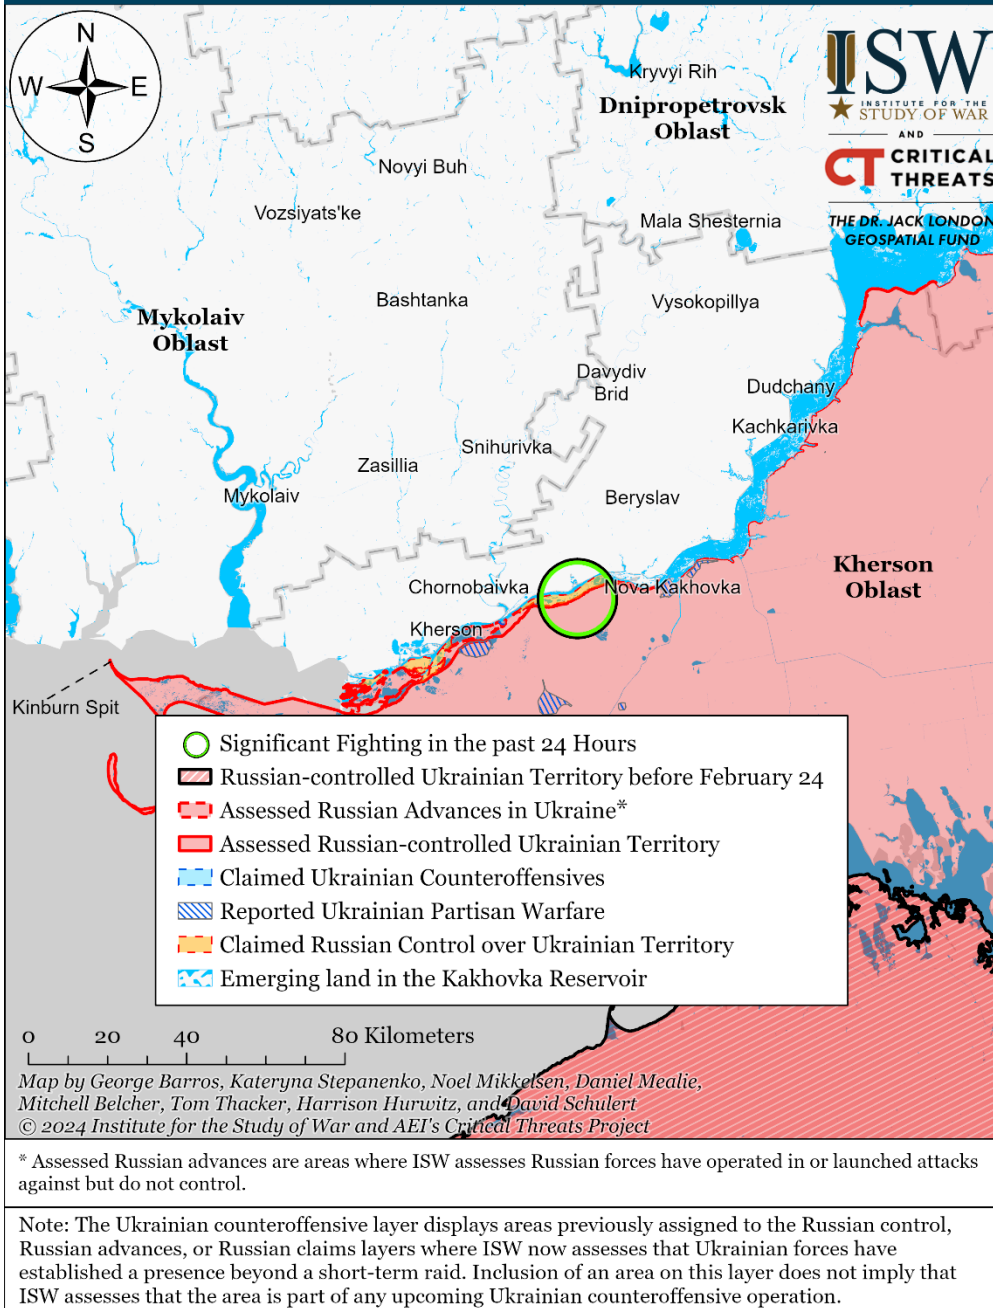 N
W
E
S
ISW
INSTITUTE FOR THE
STUDY OF WAR
AND
CT CRITICAL
THREATS
THE DR. JACK LONDON
GEOSPATIAL FUND
Kryvyi Rih
Dnipropetrovsk
Oblast
Novyi Buh
Vozsiyats'ke
Mala Shesternia
Bashtanka
Vysokopillya
Mykolaiv
Oblast
Davydiv
Brid
Dudchany
Kachkarivka
Snihurivka
Zasillia
Mykolaiv
Beryslav
Kherson
Oblast
Chornobaivka
Nova Kakhovka
Kherson
Kinburn Spit
Significant Fighting in the past 24 Hours
Russian-controlled Ukrainian Territory before February 24
Assessed Russian Advances in Ukraine*
Assessed Russian-controlled Ukrainian Territory
Claimed Ukrainian Counteroffensives
Reported Ukrainian Partisan Warfare
Claimed Russian Control over Ukrainian Territory
Emerging land in the Kakhovka Reservoir
0 20 40 80 Kilometers
Map by George Barros, Kateryna Stepanenko, Noel Mikkelsen, Daniel Mealie,
Mitchell Belcher, Tom Thacker, Harrison Hurwitz, and David Schulert
© 2024 Institute for the Study of War and AEI's Critical Threats Project
* Assessed Russian advances are areas where ISW assesses Russian forces have operated in or launched attacks
against but do not control.
Note: The Ukrainian counteroffensive layer displays areas previously assigned to the Russian control,
Russian advances, or Russian claims layers where ISW now assesses that Ukrainian forces have
established a presence beyond a short-term raid. Inclusion of an area on this layer does not imply that
ISW assesses that the area is part of any upcoming Ukrainian counteroffensive operation.